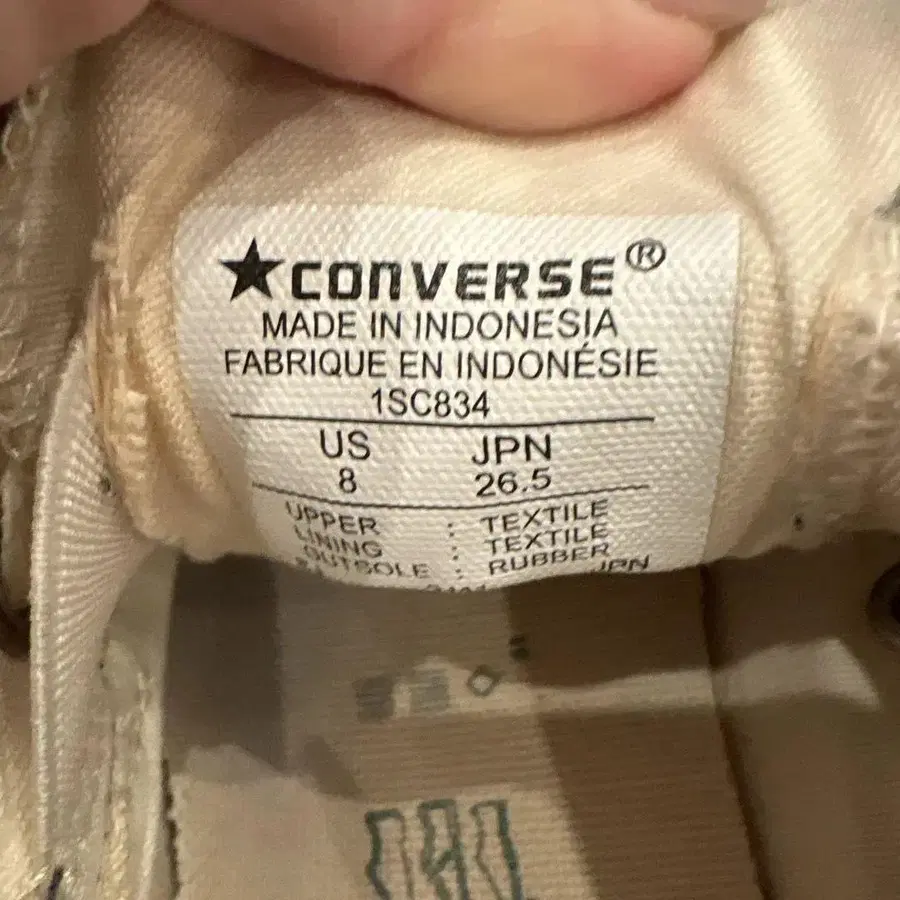 ★CONVERSE®
MADE IN INDONESIA
FABRIQUE EN INDONÉSIE
1SC834
US JPN
8 26.5
UPPER : TEXTILE
LINING : TEXTILE
OUTSOLE : RUBBER
JPN